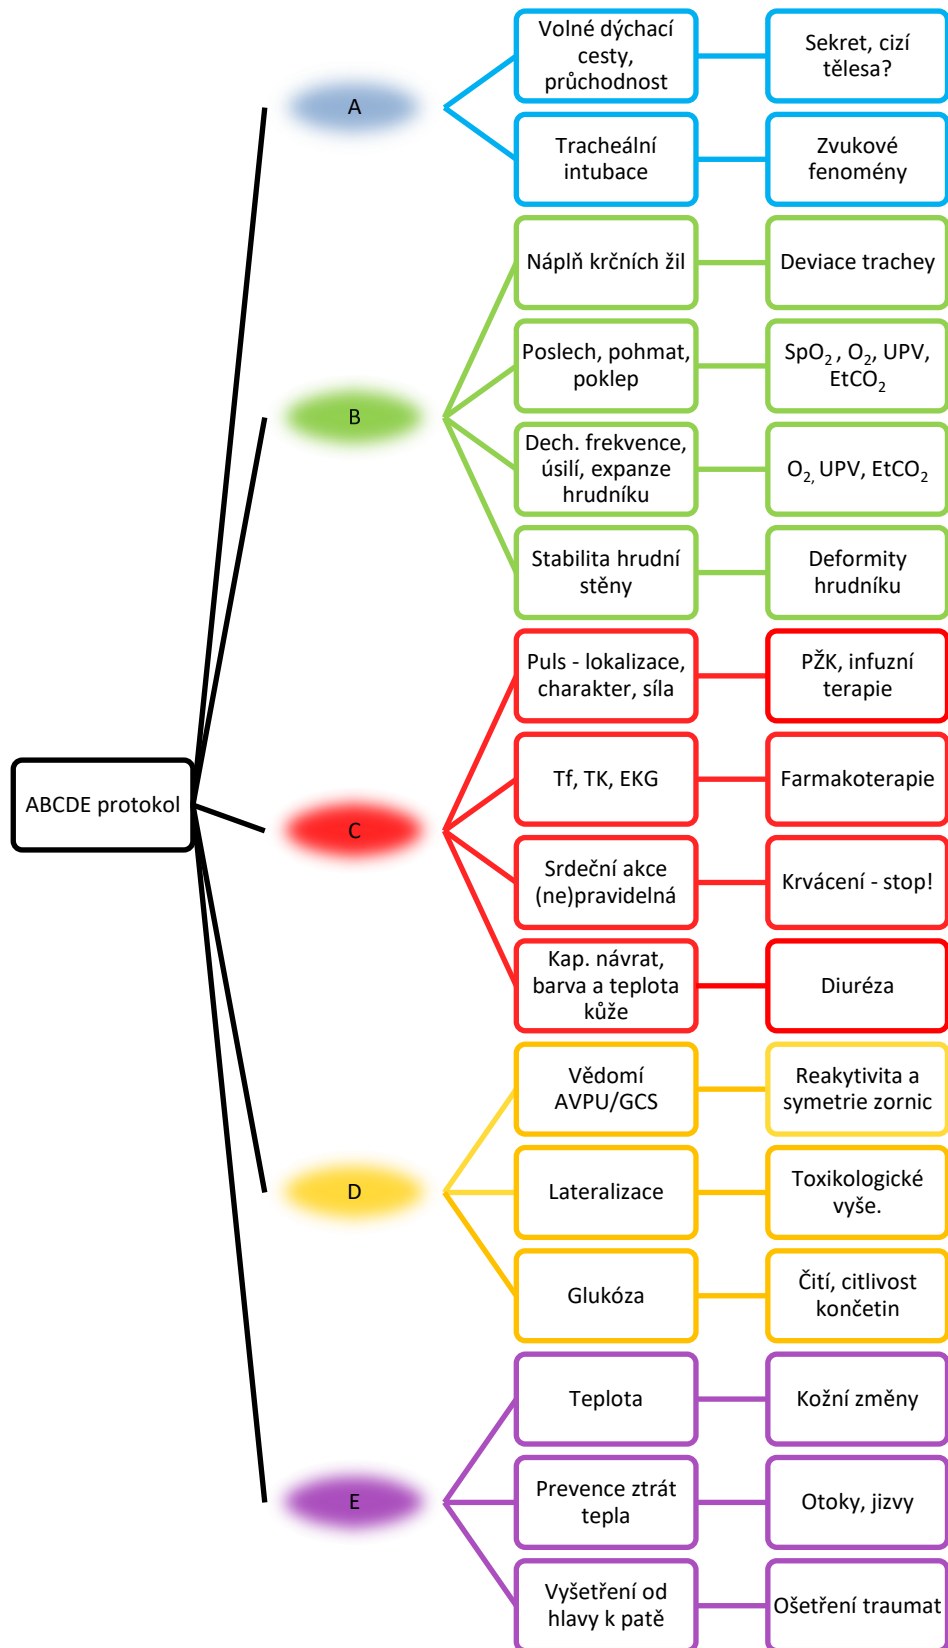 ABCDE protokol
A
Volné dýchací
cesty,
průchodnost
Sekret, cizí
tělesa?
Tracheální
intubace
Zvukové
fenomény
B
Náplň krčních žil
Deviace trachey
Poslech, pohmat,
poklep
SpO₂ , O₂, UPV,
EtCO₂
Dech. frekvence,
úsilí, expanze
hrudníku
O₂, UPV, EtCO₂
Stabilita hrudní
stěny
Deformity
hrudníku
C
Puls - lokalizace,
charakter, síla
PŽK, infuzní
terapie
Tf, TK, EKG
Farmakoterapie
Srdeční akce
(ne)pravidelná
Krvácení - stop!
Kap. návrat,
barva a teplota
kůže
Diuréza
D
Vědomí
AVPU/GCS
Reakytivita a
symetrie zornic
Lateralizace
Toxikologické
vyše.
Glukóza
Čití, citlivost
končetin
E
Teplota
Kožní změny
Prevence ztrát
tepla
Otoky, jizvy
Vyšetření od
hlavy k patě
Ošetření traumat